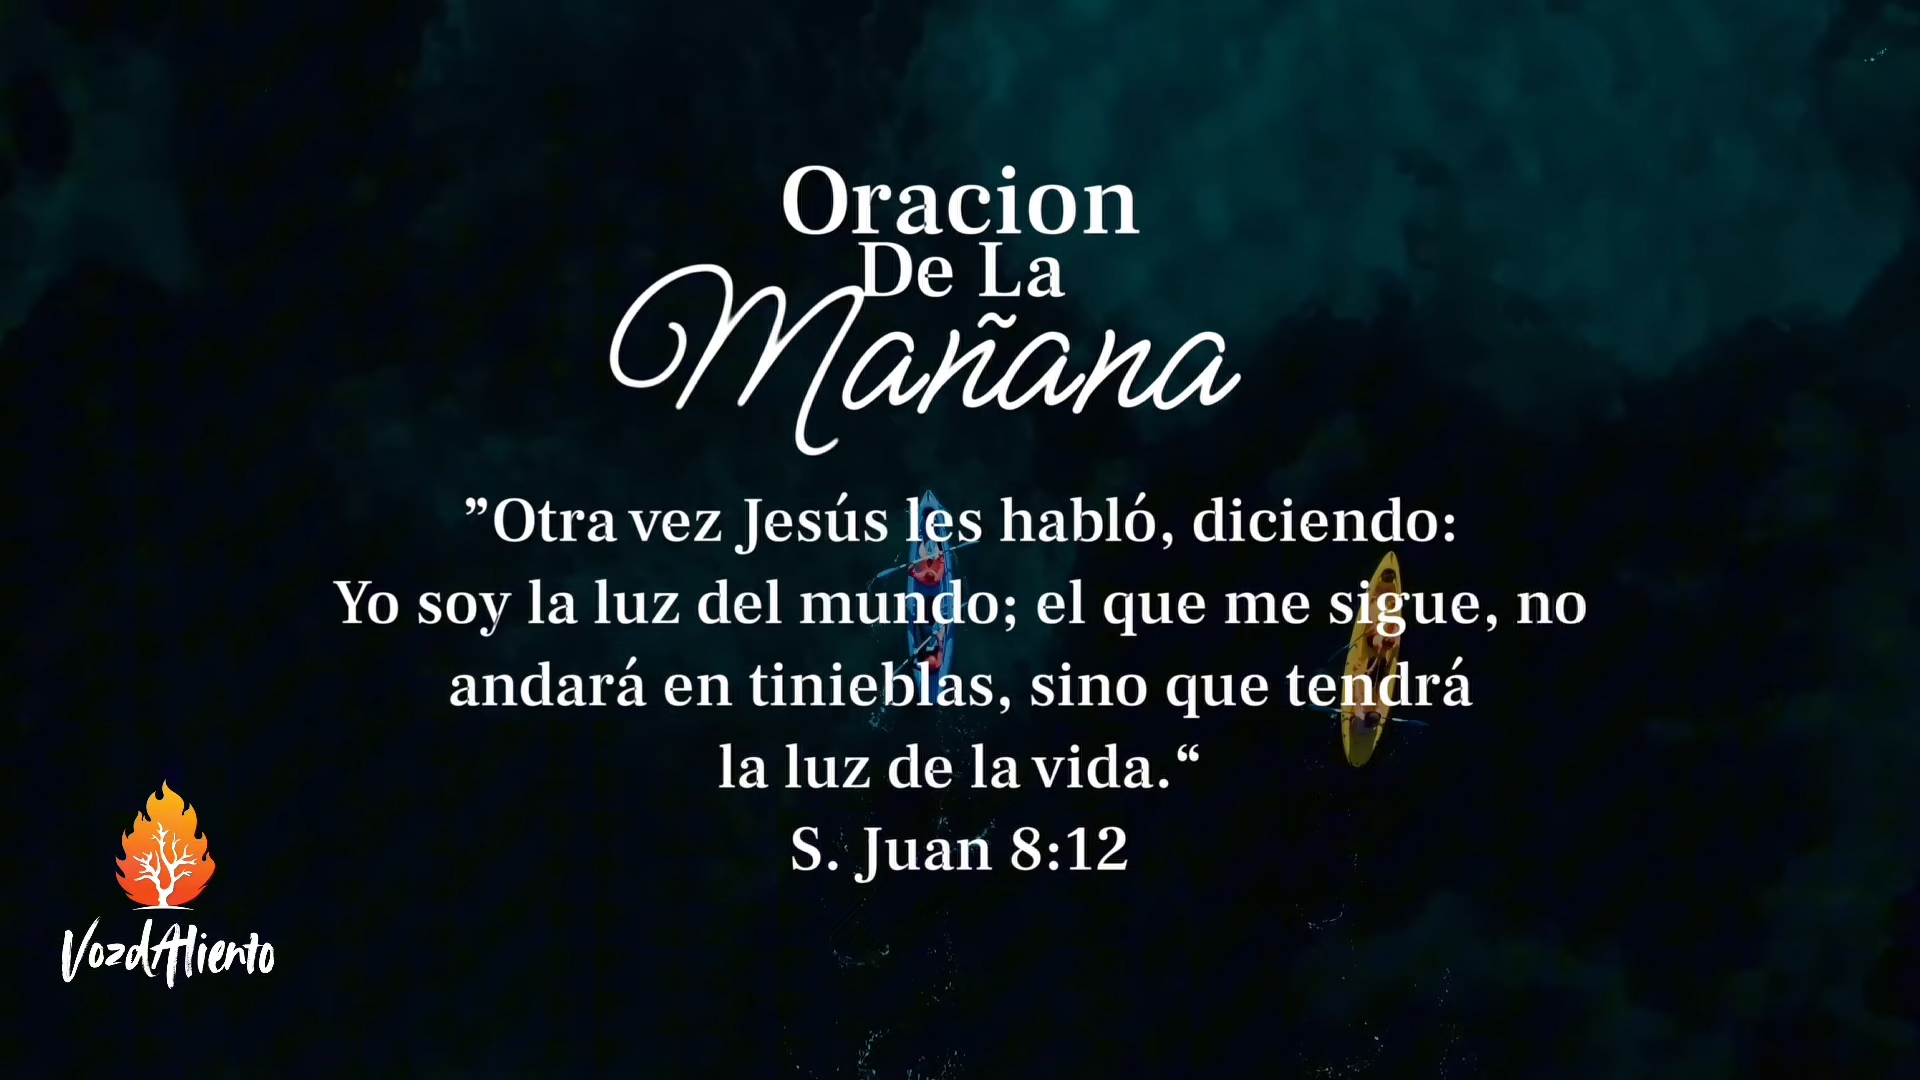 Oracion
De La
Mañana
”Otra vez Jesús les habló, diciendo:
Yo soy la luz del mundo; el que me sigue, no
andará en tinieblas, sino que tendrá
la luz de la vida.“
S. Juan 8:12
VozdAliento